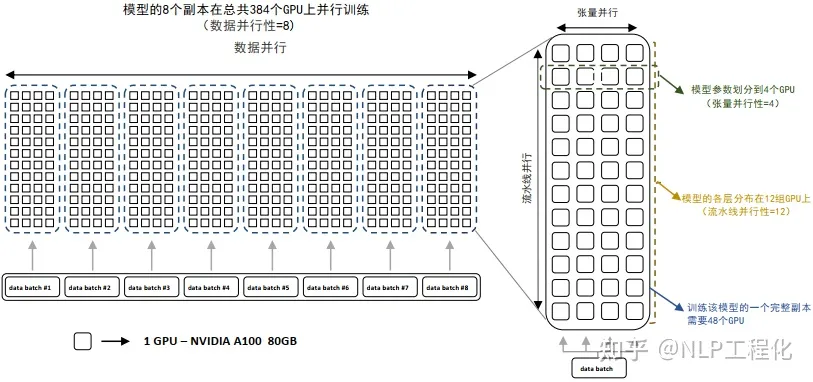 模型的8个副本在总共384个GPU上并行训练
(数据并行性=8)
数据并行
data batch #1
data batch #2
data batch #3
data batch #4
data batch #5
data batch #6
data batch #7
data batch #8
1 GPU – NVIDIA A100 80GB
张量并行
流水线并行
模型参数划分到4个GPU
(张量并行性=4)
模型的各层分布在12组GPU上
(流水线并行性=12)
训练该模型的一个完整副本
需要48个GPU
data batch
知乎 @NLP工程化